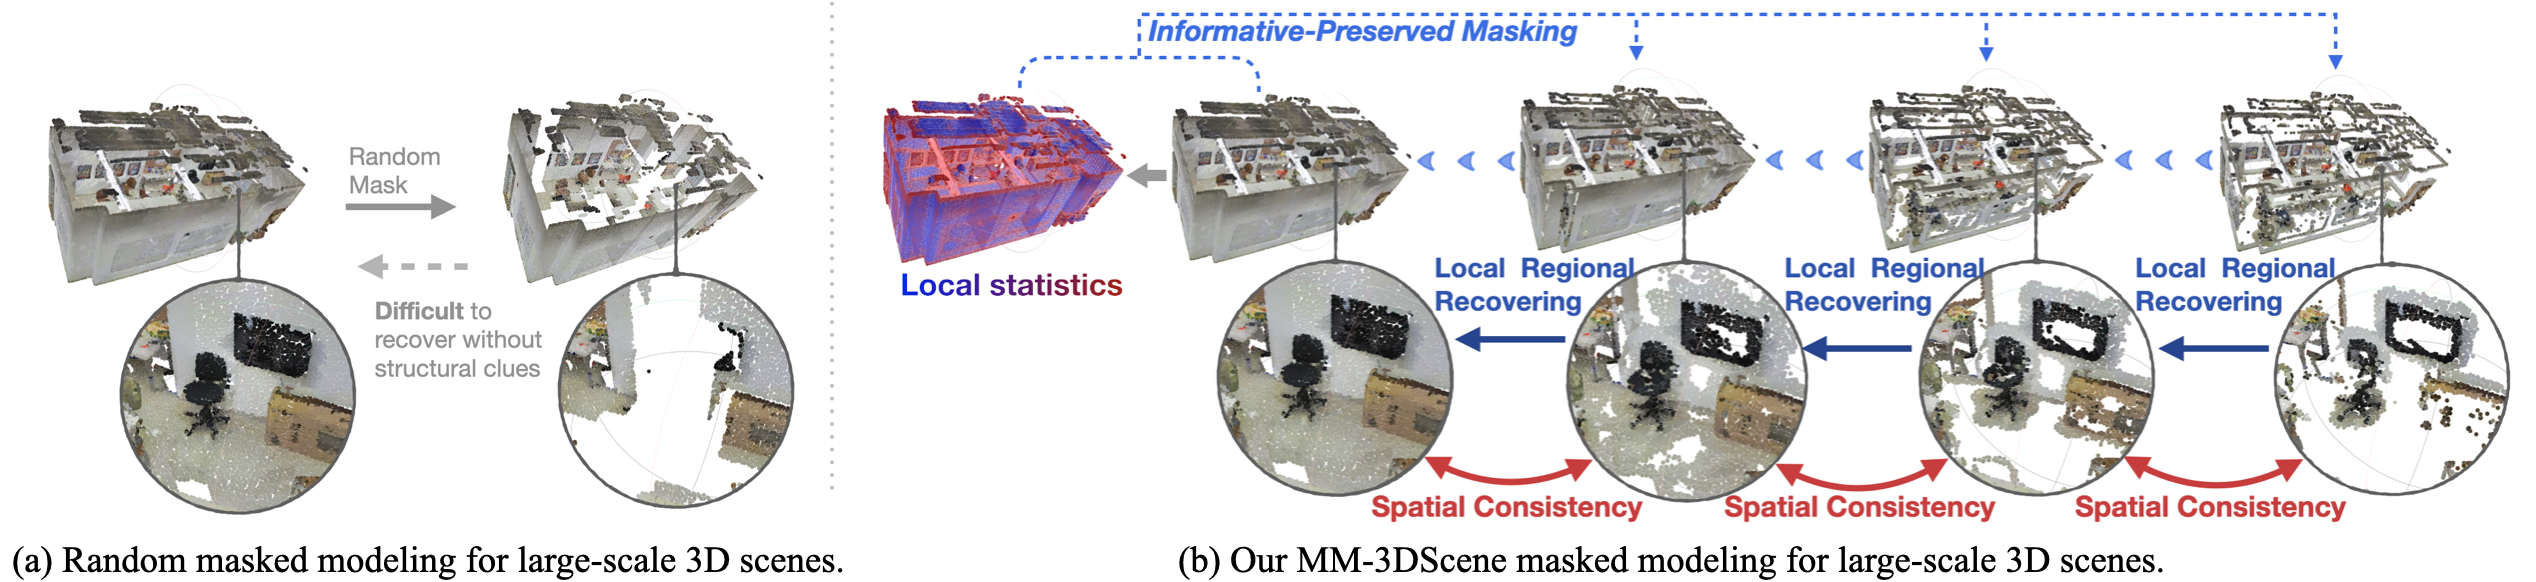 Random
Mask
Difficult to
recover without
structural clues
(a) Random masked modeling for large-scale 3D scenes.
Informative-Preserved Masking
Local statistics
Local Regional
Recovering
Local Regional
Recovering
Local Regional
Recovering
Spatial Consistency
Spatial Consistency
Spatial Consistency
(b) Our MM-3DScene masked modeling for large-scale 3D scenes.